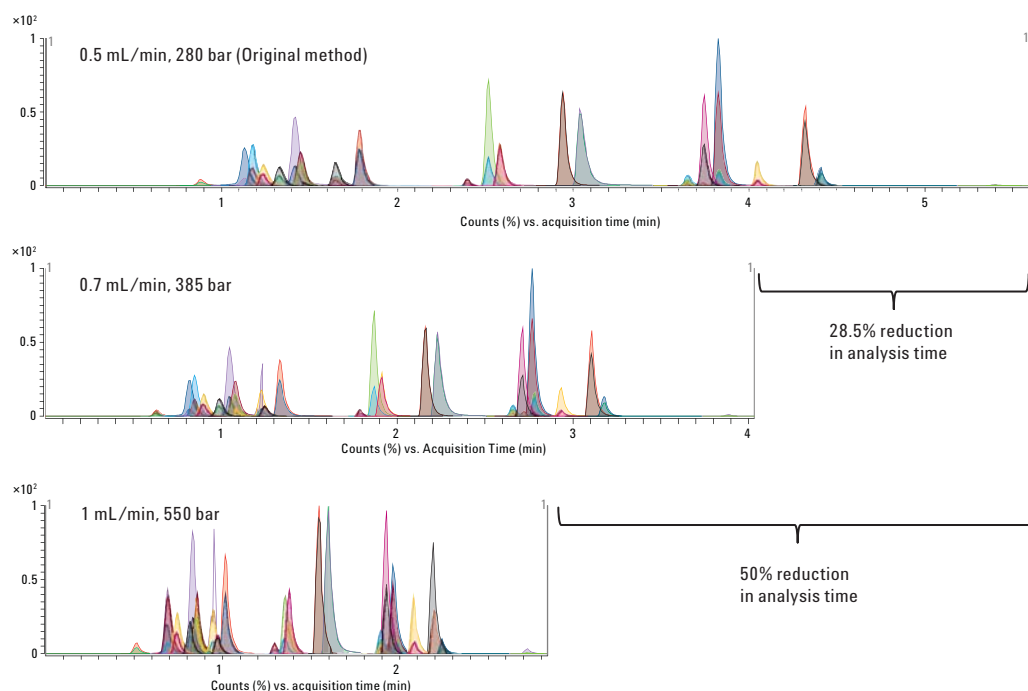 ×10²
1
1
1
0.5 mL/min, 280 bar (Original method)
0.5
0
1 2 3 4 5
Counts (%) vs. acquisition time (min)
×10²
1
1
1
0.7 mL/min, 385 bar
28.5% reduction
in analysis time
0.5
0
1 2 3 4
Counts (%) vs. Acquisition Time (min)
×10²
1
1
1
1 mL/min, 550 bar
50% reduction
in analysis time
0.5
0
1 2
Counts (%) vs. acquisition time (min)